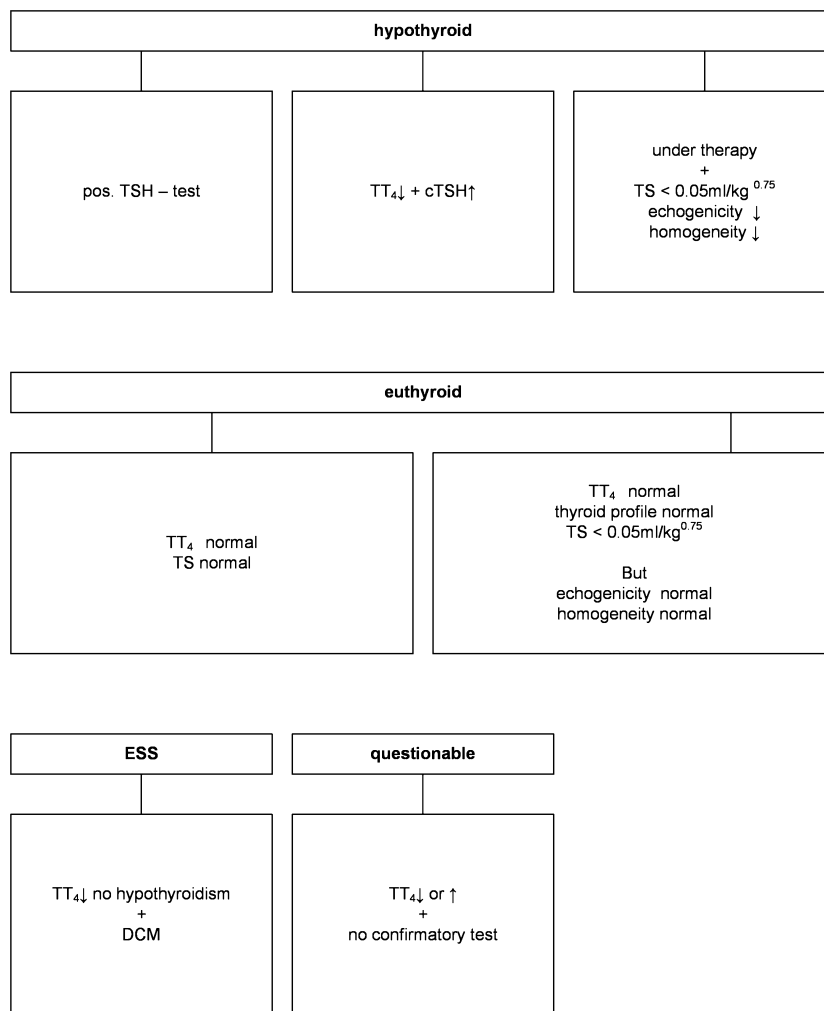 hypothyroid
pos. TSH – test
TT₄↓ + cTSH↑
under therapy
+
TS < 0.05ml/kg ⁰·⁷⁵
echogenicity ↓
homogeneity ↓
euthyroid
TT₄ normal
TS normal
TT₄ normal
thyroid profile normal
TS < 0.05ml/kg⁰·⁷⁵
But
echogenicity normal
homogeneity normal
ESS
TT₄↓ no hypothyroidism
+
DCM
questionable
TT₄↓ or ↑
+
no confirmatory test